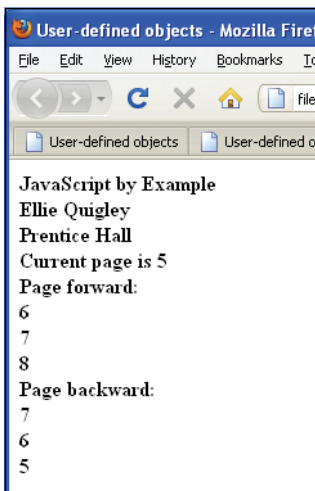 User-defined objects - Mozilla
File Edit View History Bookmarks
file
User-defined objects User-defined
JavaScript by Example
Ellie Quigley
Prentice Hall
Current page is 5
Page forward:
6
7
8
Page backward:
7
6
5